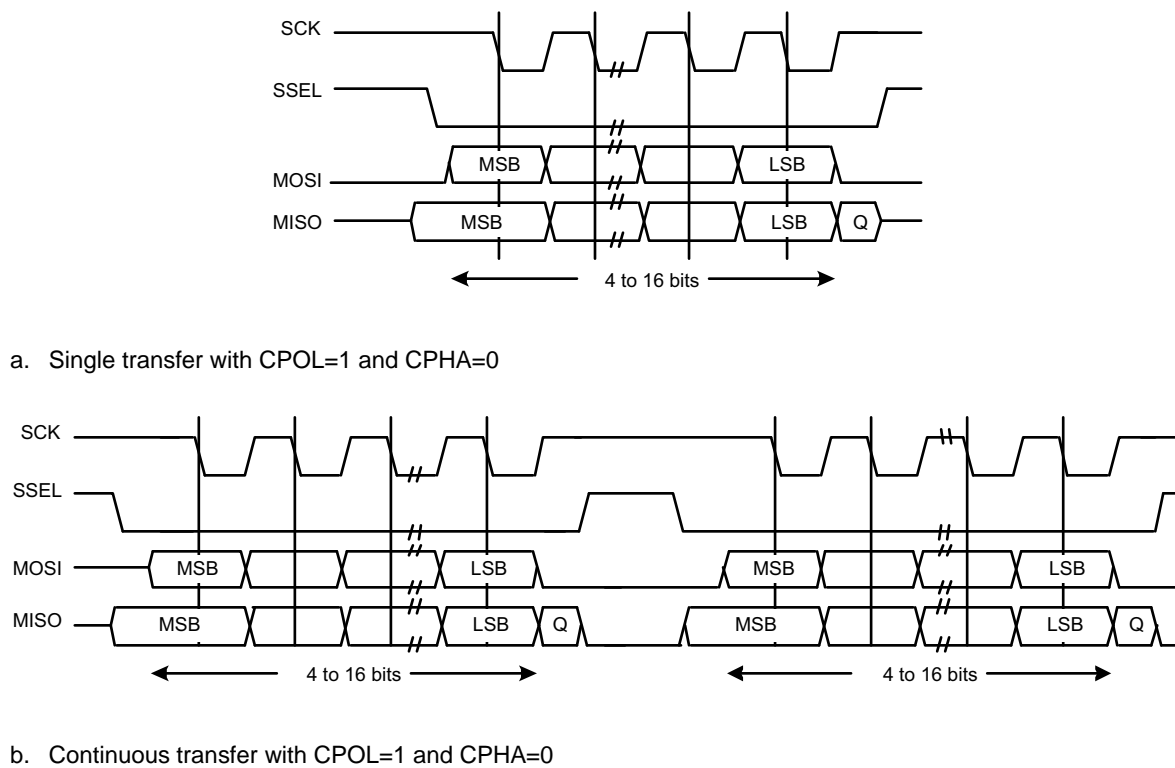 SCK
SSEL
MOSI MSB LSB
MISO MSB LSB Q
4 to 16 bits
a. Single transfer with CPOL=1 and CPHA=0
SCK
SSEL
MOSI MSB LSB MSB LSB
MISO MSB LSB Q MSB LSB Q
4 to 16 bits 4 to 16 bits
b. Continuous transfer with CPOL=1 and CPHA=0